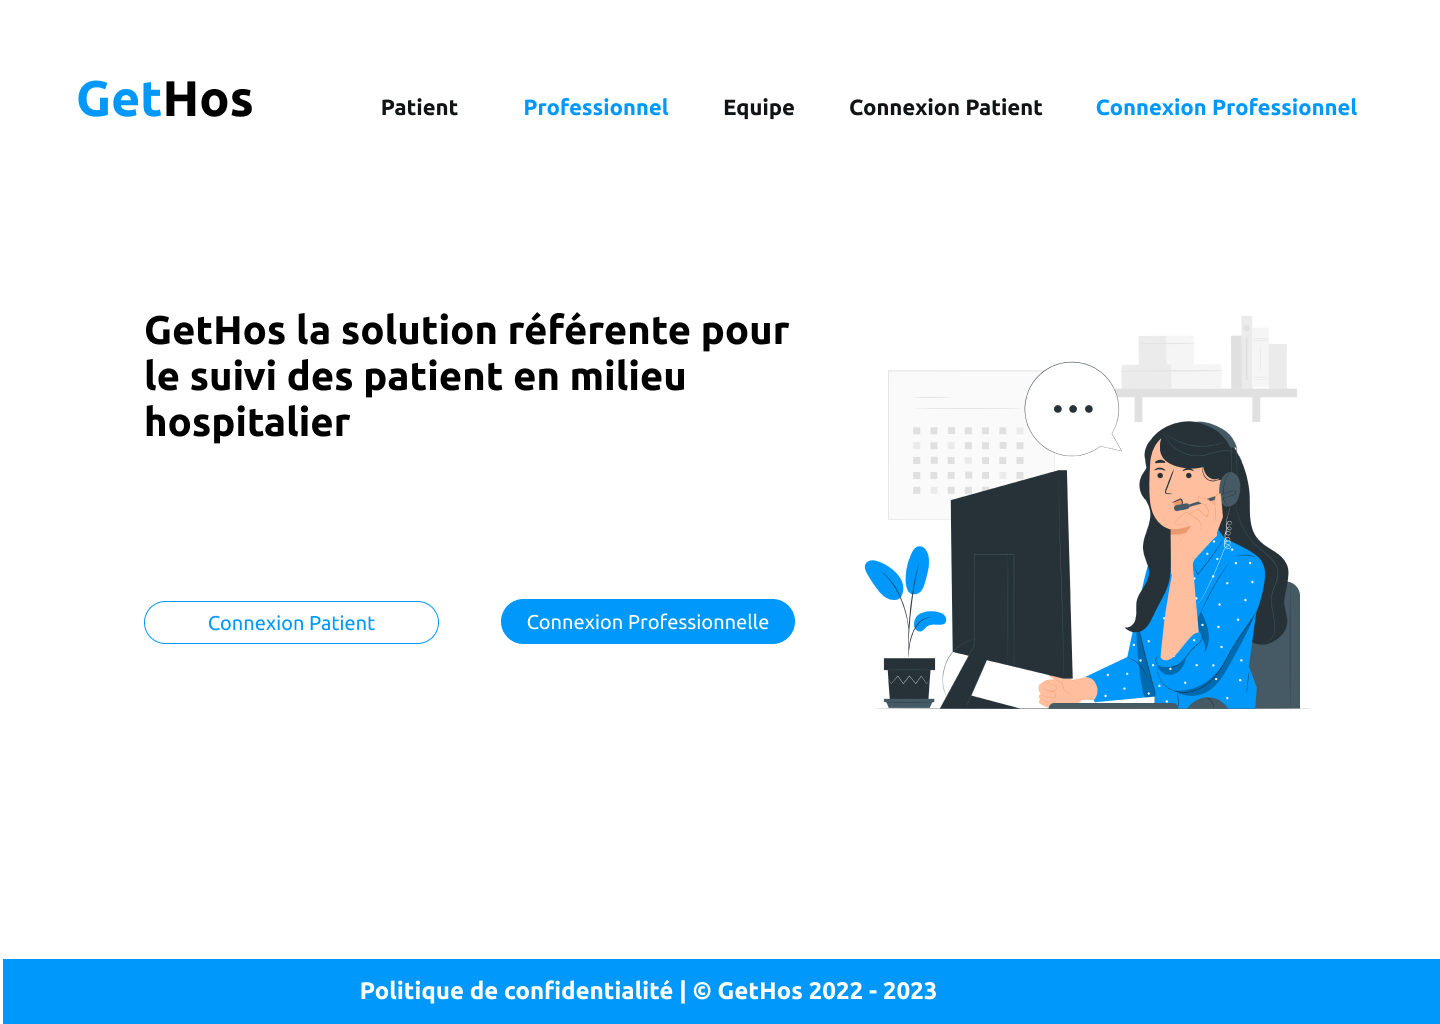 GetHos
Patient
Professionnel
Equipe
Connexion Patient
Connexion Professionnel
GetHos la solution référente pour
le suivi des patient en milieu
hospitalier
Connexion Patient
Connexion Professionnelle
Politique de confidentialité | © GetHos 2022 - 2023